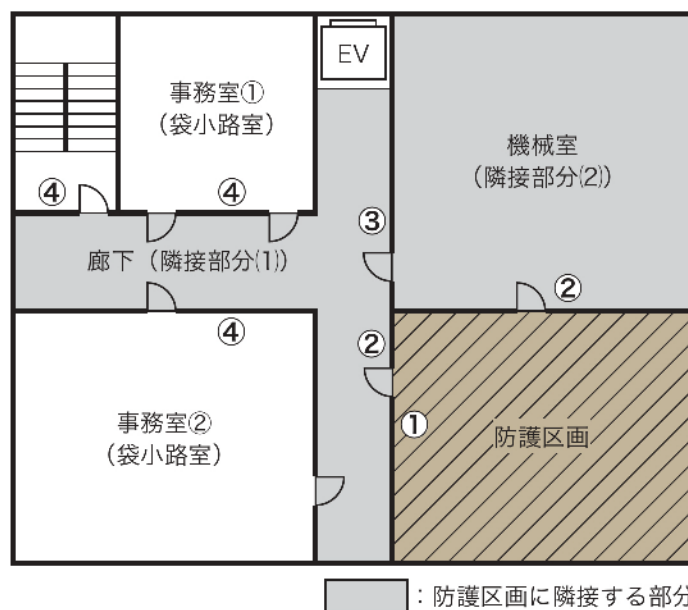 EV
事務室①
（袋小路室）
機械室
（隣接部分⑵）
④
④
③
廊下（隣接部分⑴）
②
④
②
事務室②
（袋小路室）
①
防護区画
：防護区画に隣接する部分